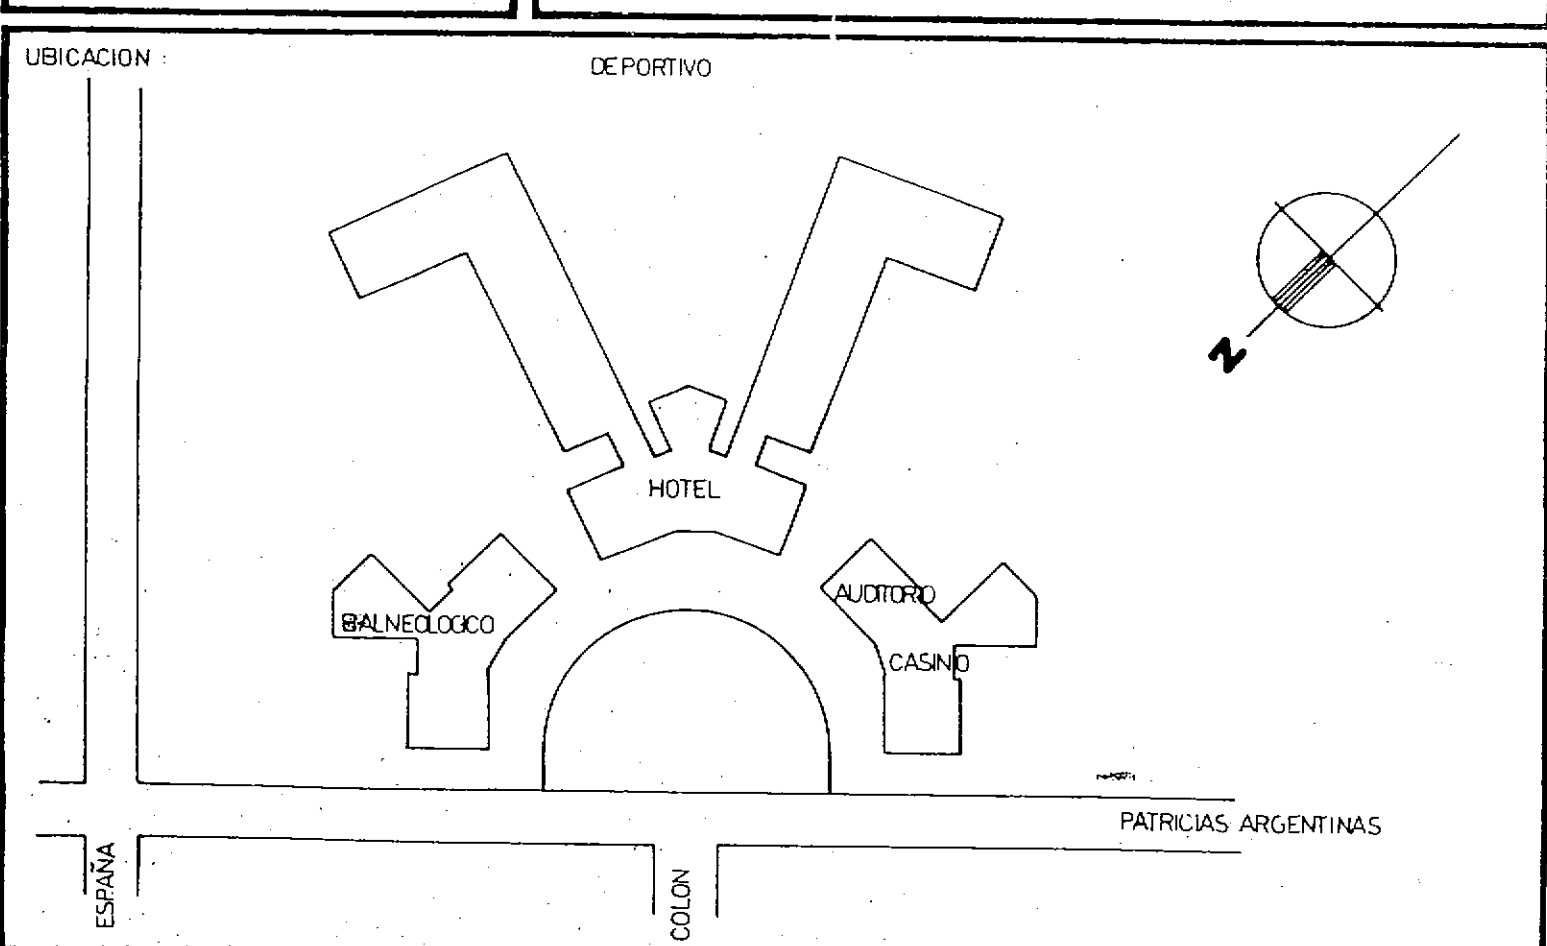 UBICACION :
DEPORTIVO
N
HOTEL
AUDITORIO
BALNEOLOGICO
CASINO
PATRICIAS ARGENTINAS
ESPAÑA
COLON